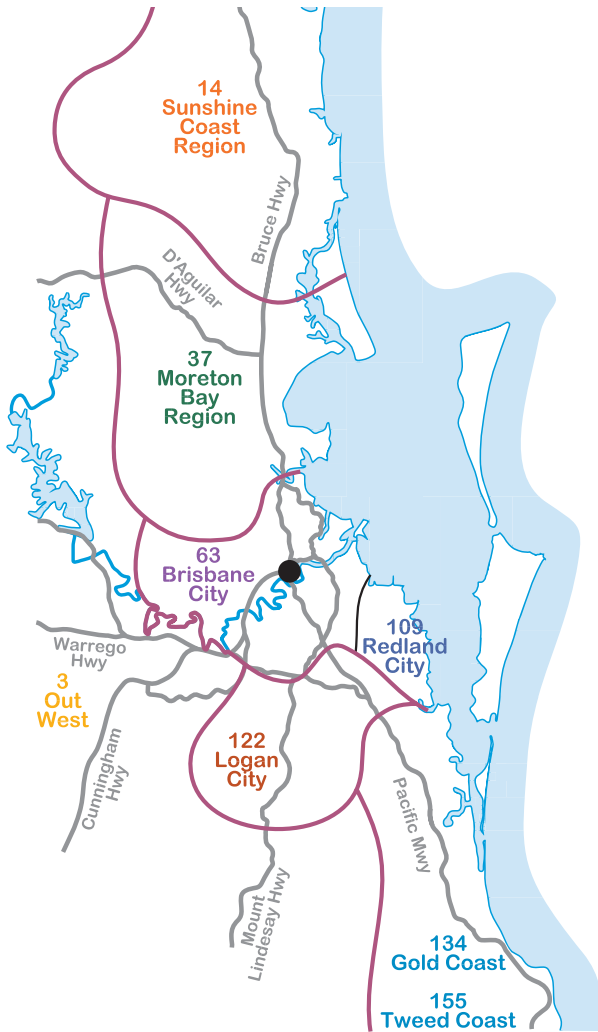 14
Sunshine
Coast
Region
Bruce Hwy
D'Aguilar
Hwy
37
Moreton
Bay
Region
63
Brisbane
City
109
Redland
City
Warrego
Hwy
3
Out
West
122
Logan
City
Cunningham
Hwy
Pacific Mwy
Mount
Lindesay Hwy
134
Gold Coast
155
Tweed Coast